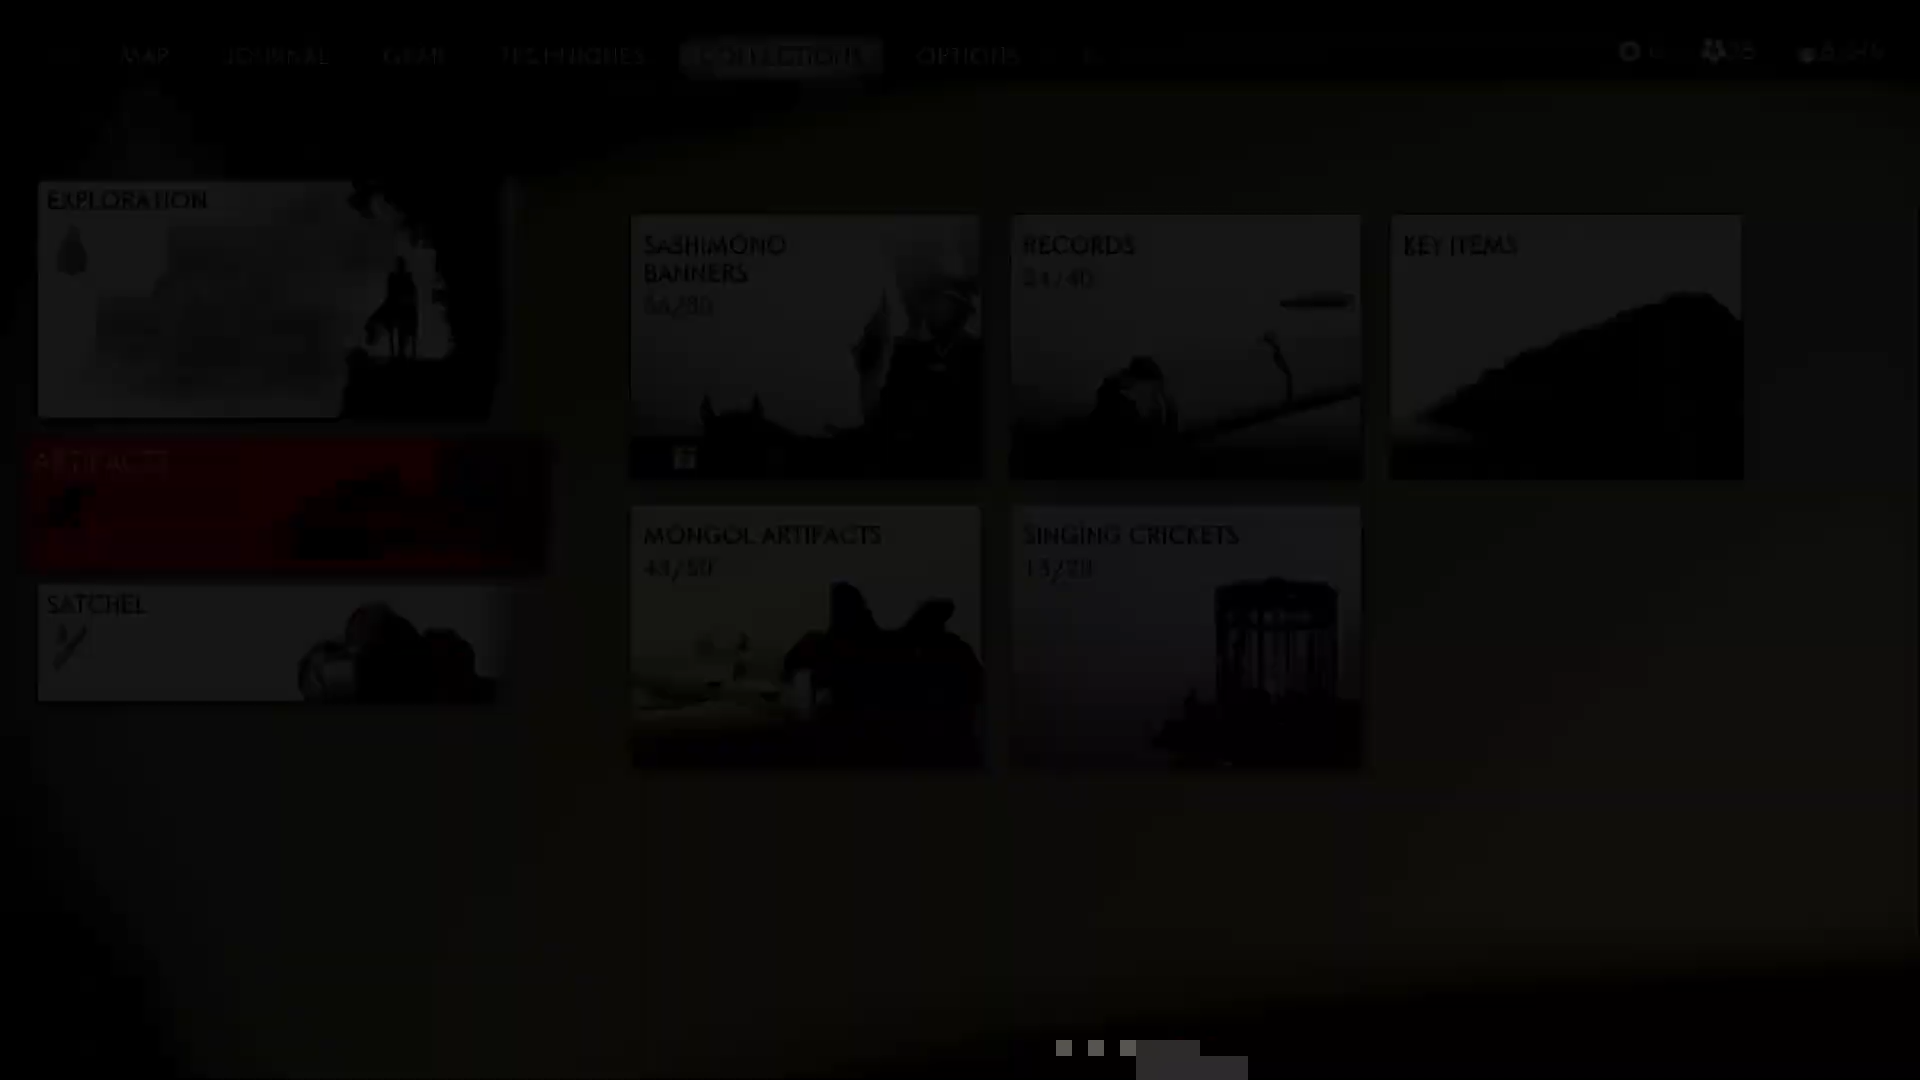 MAP JOURNAL GEAR TECHNIQUES COLLECTIONS OPTIONS
EXPLORATION
ARTIFACTS
SATCHEL
SASHIMONO
BANNERS
RECORDS
KEY ITEMS
MONGOL ARTIFACTS
SINGING CRICKETS